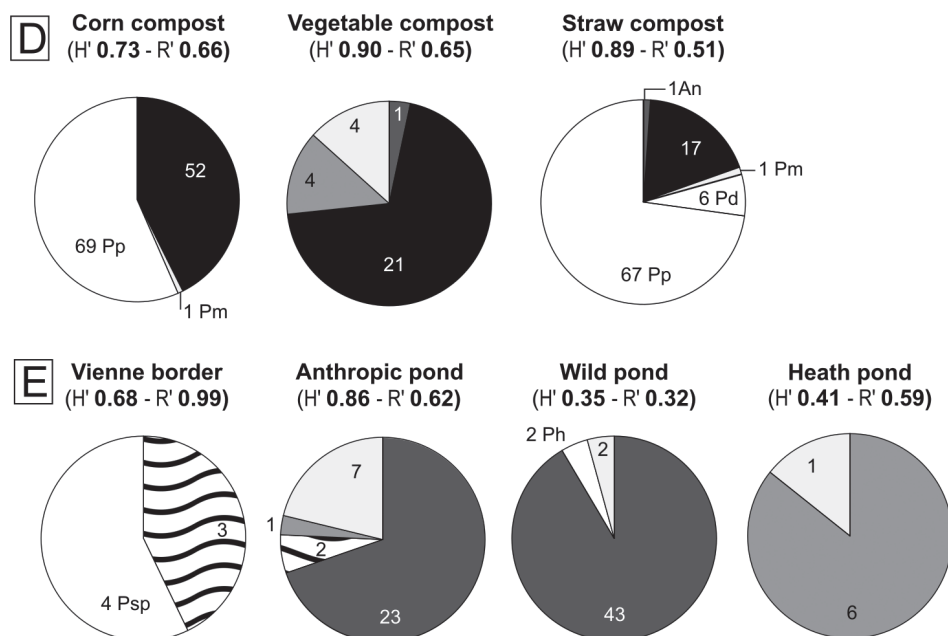 D
Corn compost
(H' 0.73 - R' 0.66)
Vegetable compost
(H' 0.90 - R' 0.65)
Straw compost
(H' 0.89 - R' 0.51)
52
69 Pp
1 Pm
1
4
4
21
1An
17
1 Pm
6 Pd
67 Pp
E
Vienne border
(H' 0.68 - R' 0.99)
Anthropic pond
(H' 0.86 - R' 0.62)
Wild pond
(H' 0.35 - R' 0.32)
Heath pond
(H' 0.41 - R' 0.59)
3
4 Psp
7
1
2
23
2 Ph
2
43
1
6